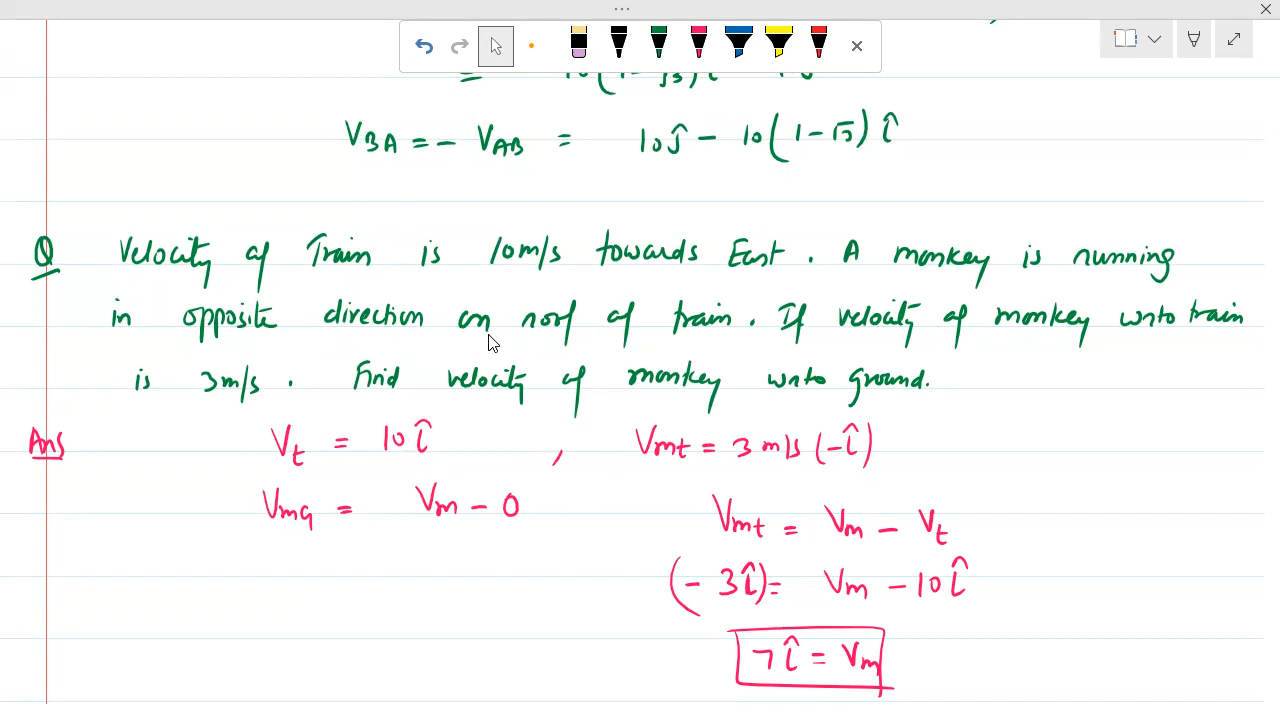 V_BA = - V_AB = 10ĵ - 10(1-√3) î
Q Velocity of Train is 10m/s towards East. A monkey is running
in opposite direction on roof of train. If velocity of monkey wrto train
is 3m/s. Find velocity of monkey wrto ground.
Ans V_t = 10 î , V_mt = 3 m/s (-î)
V_mG = V_m - 0
V_mt = V_m - V_t
(- 3î) = V_m - 10 î
7 î = V_m